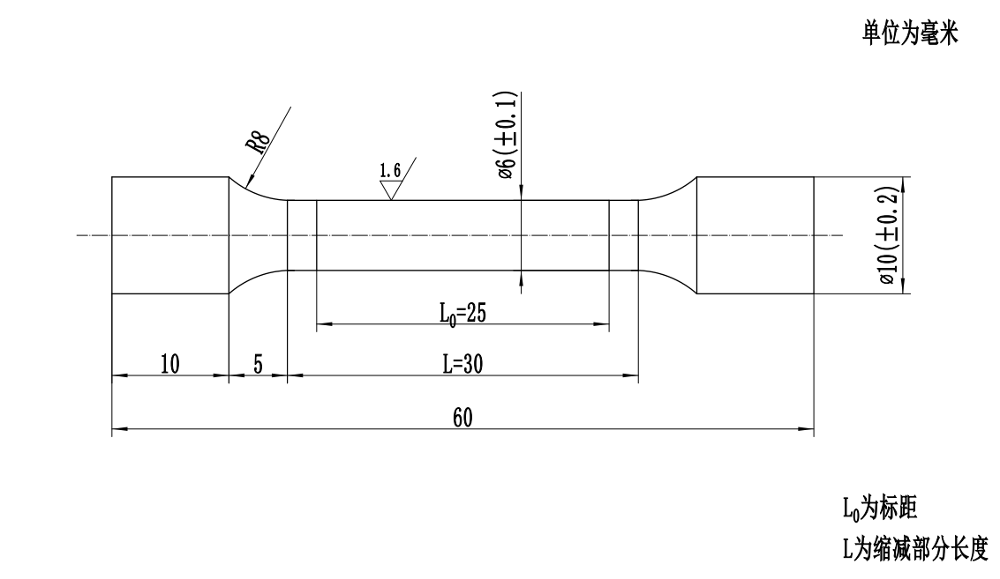 单位为毫米
R8
1.6
ø6(±0.1)
ø10(±0.2)
L₀=25
10
5
L=30
60
L₀为标距
L为缩减部分长度